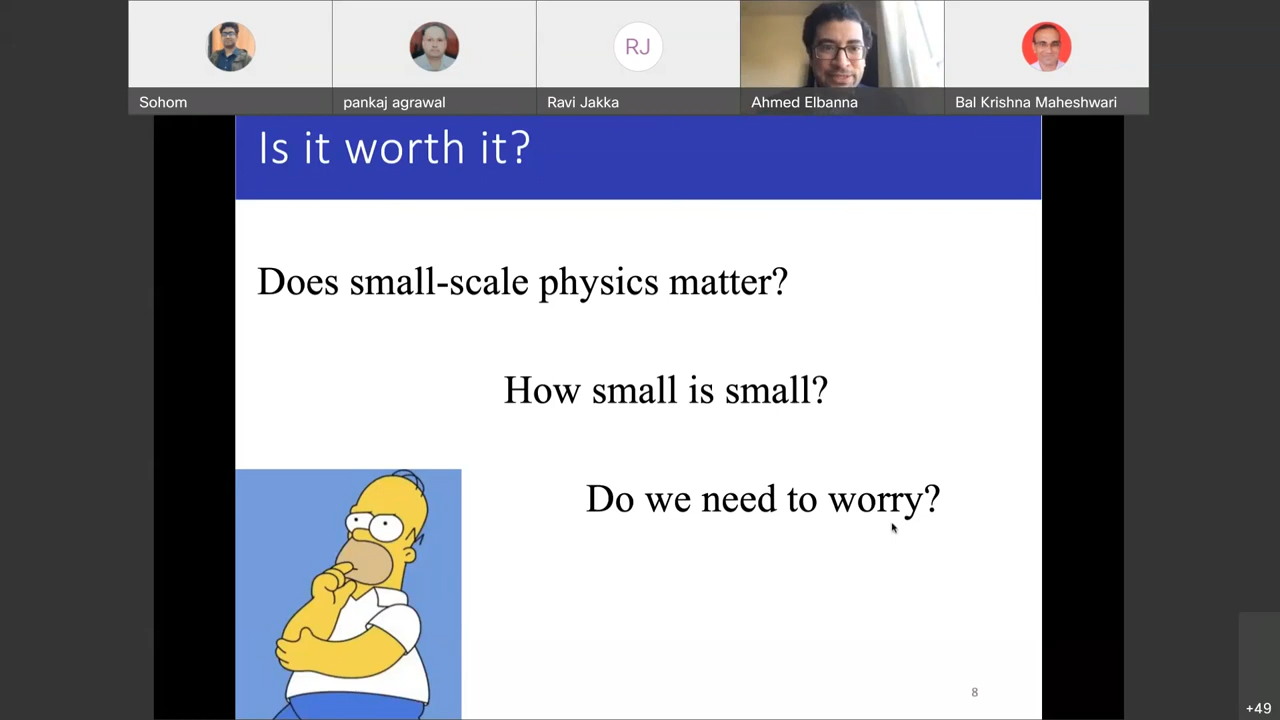 RJ
Sohom
pankaj agrawal
Ravi Jakka
Ahmed Elbanna
Bal Krishna Maheshwari
Is it worth it?
Does small-scale physics matter?
How small is small?
Do we need to worry?
8
+49